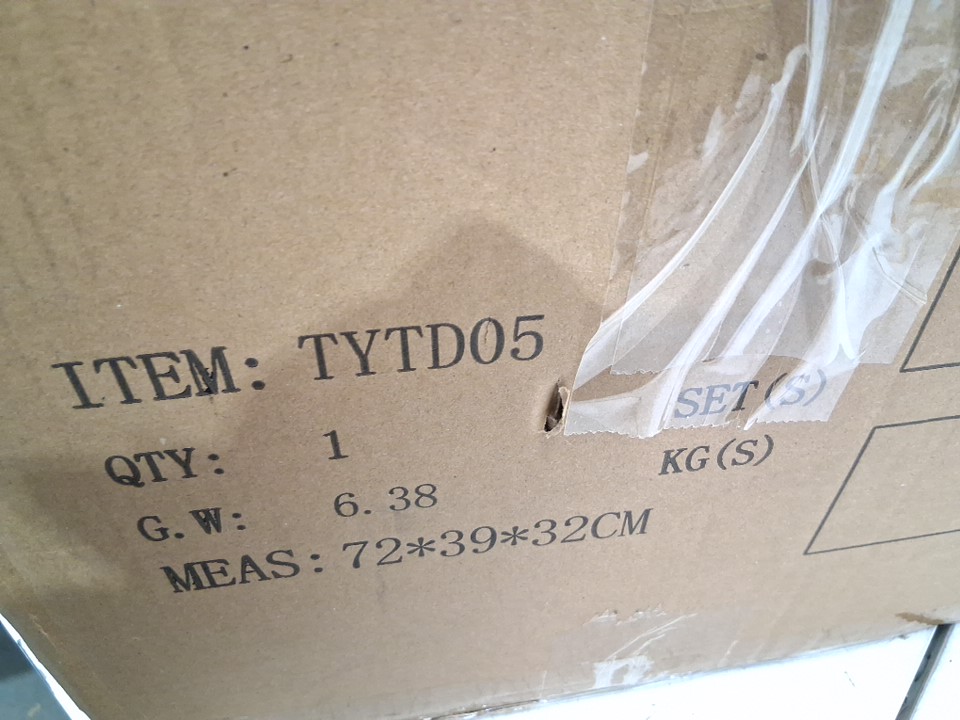 ITEM: TYTD05
QTY: 1 SET(S)
G.W: 6.38 KG(S)
MEAS: 72*39*32CM